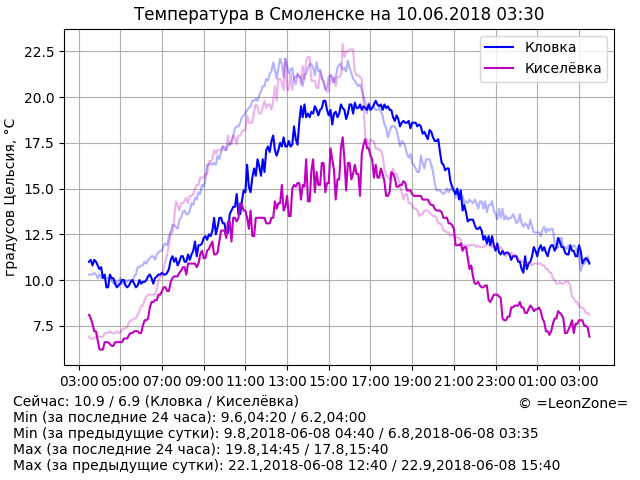 Температура в Смоленске на 10.06.2018 03:30
градусов Цельсия, °C
22.5
20.0
17.5
15.0
12.5
10.0
7.5
Кловка
Киселёвка
03:00 05:00 07:00 09:00 11:00 13:00 15:00 17:00 19:00 21:00 23:00 01:00 03:00
Сейчас: 10.9 / 6.9 (Кловка / Киселёвка)
© =LeonZone=
Min (за последние 24 часа): 9.6,04:20 / 6.2,04:00
Min (за предыдущие сутки): 9.8,2018-06-08 04:40 / 6.8,2018-06-08 03:35
Max (за последние 24 часа): 19.8,14:45 / 17.8,15:40
Max (за предыдущие сутки): 22.1,2018-06-08 12:40 / 22.9,2018-06-08 15:40